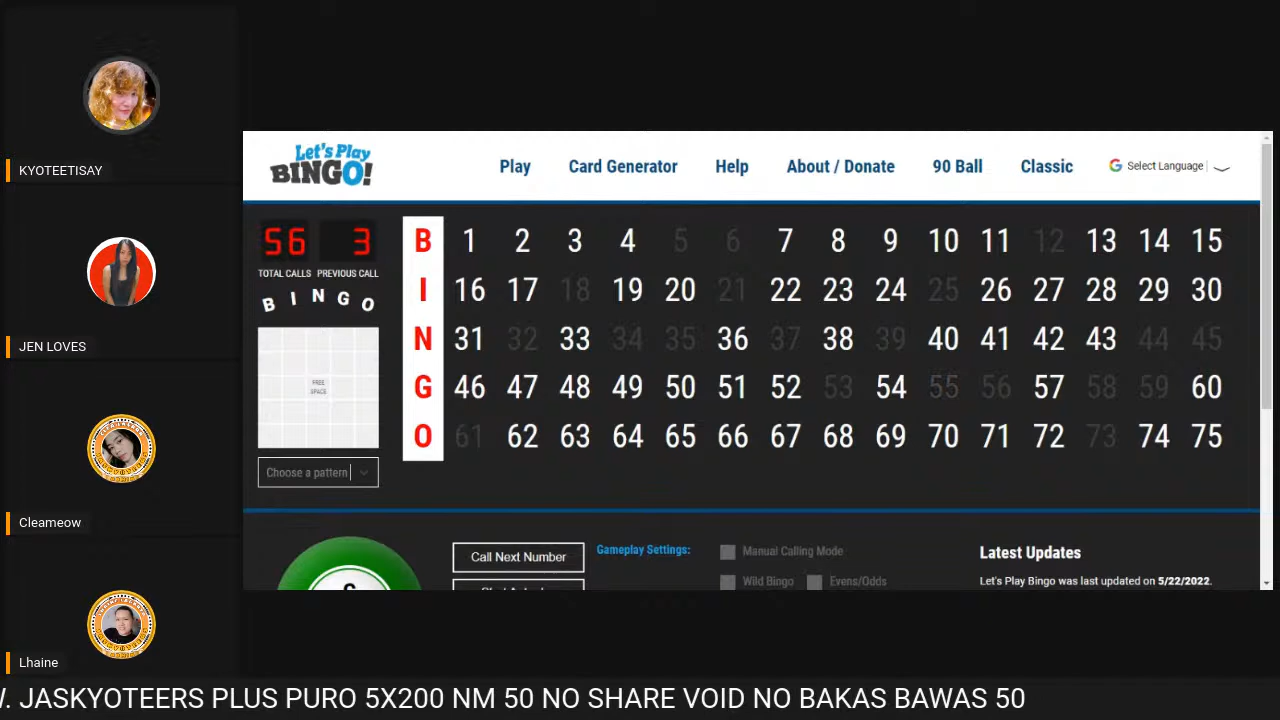 KYOTEETISAY
JEN LOVES
Cleameow
Lhaine
Let's Play
BINGO!
Play Card Generator Help About / Donate 90 Ball Classic Select Language
56 3
TOTAL CALLS PREVIOUS CALL
B I N G O
FREE
SPACE
Choose a pattern
B 1 2 3 4 5 6 7 8 9 10 11 12 13 14 15
I 16 17 18 19 20 21 22 23 24 25 26 27 28 29 30
N 31 32 33 34 35 36 37 38 39 40 41 42 43 44 45
G 46 47 48 49 50 51 52 53 54 55 56 57 58 59 60
O 61 62 63 64 65 66 67 68 69 70 71 72 73 74 75
Call Next Number
Gameplay Settings:
Manual Calling Mode
Wild Bingo Evens/Odds
Latest Updates
Let's Play Bingo was last updated on 5/22/2022.
JASKYOTEERS PLUS PURO 5X200 NM 50 NO SHARE VOID NO BAKAS BAWAS 50